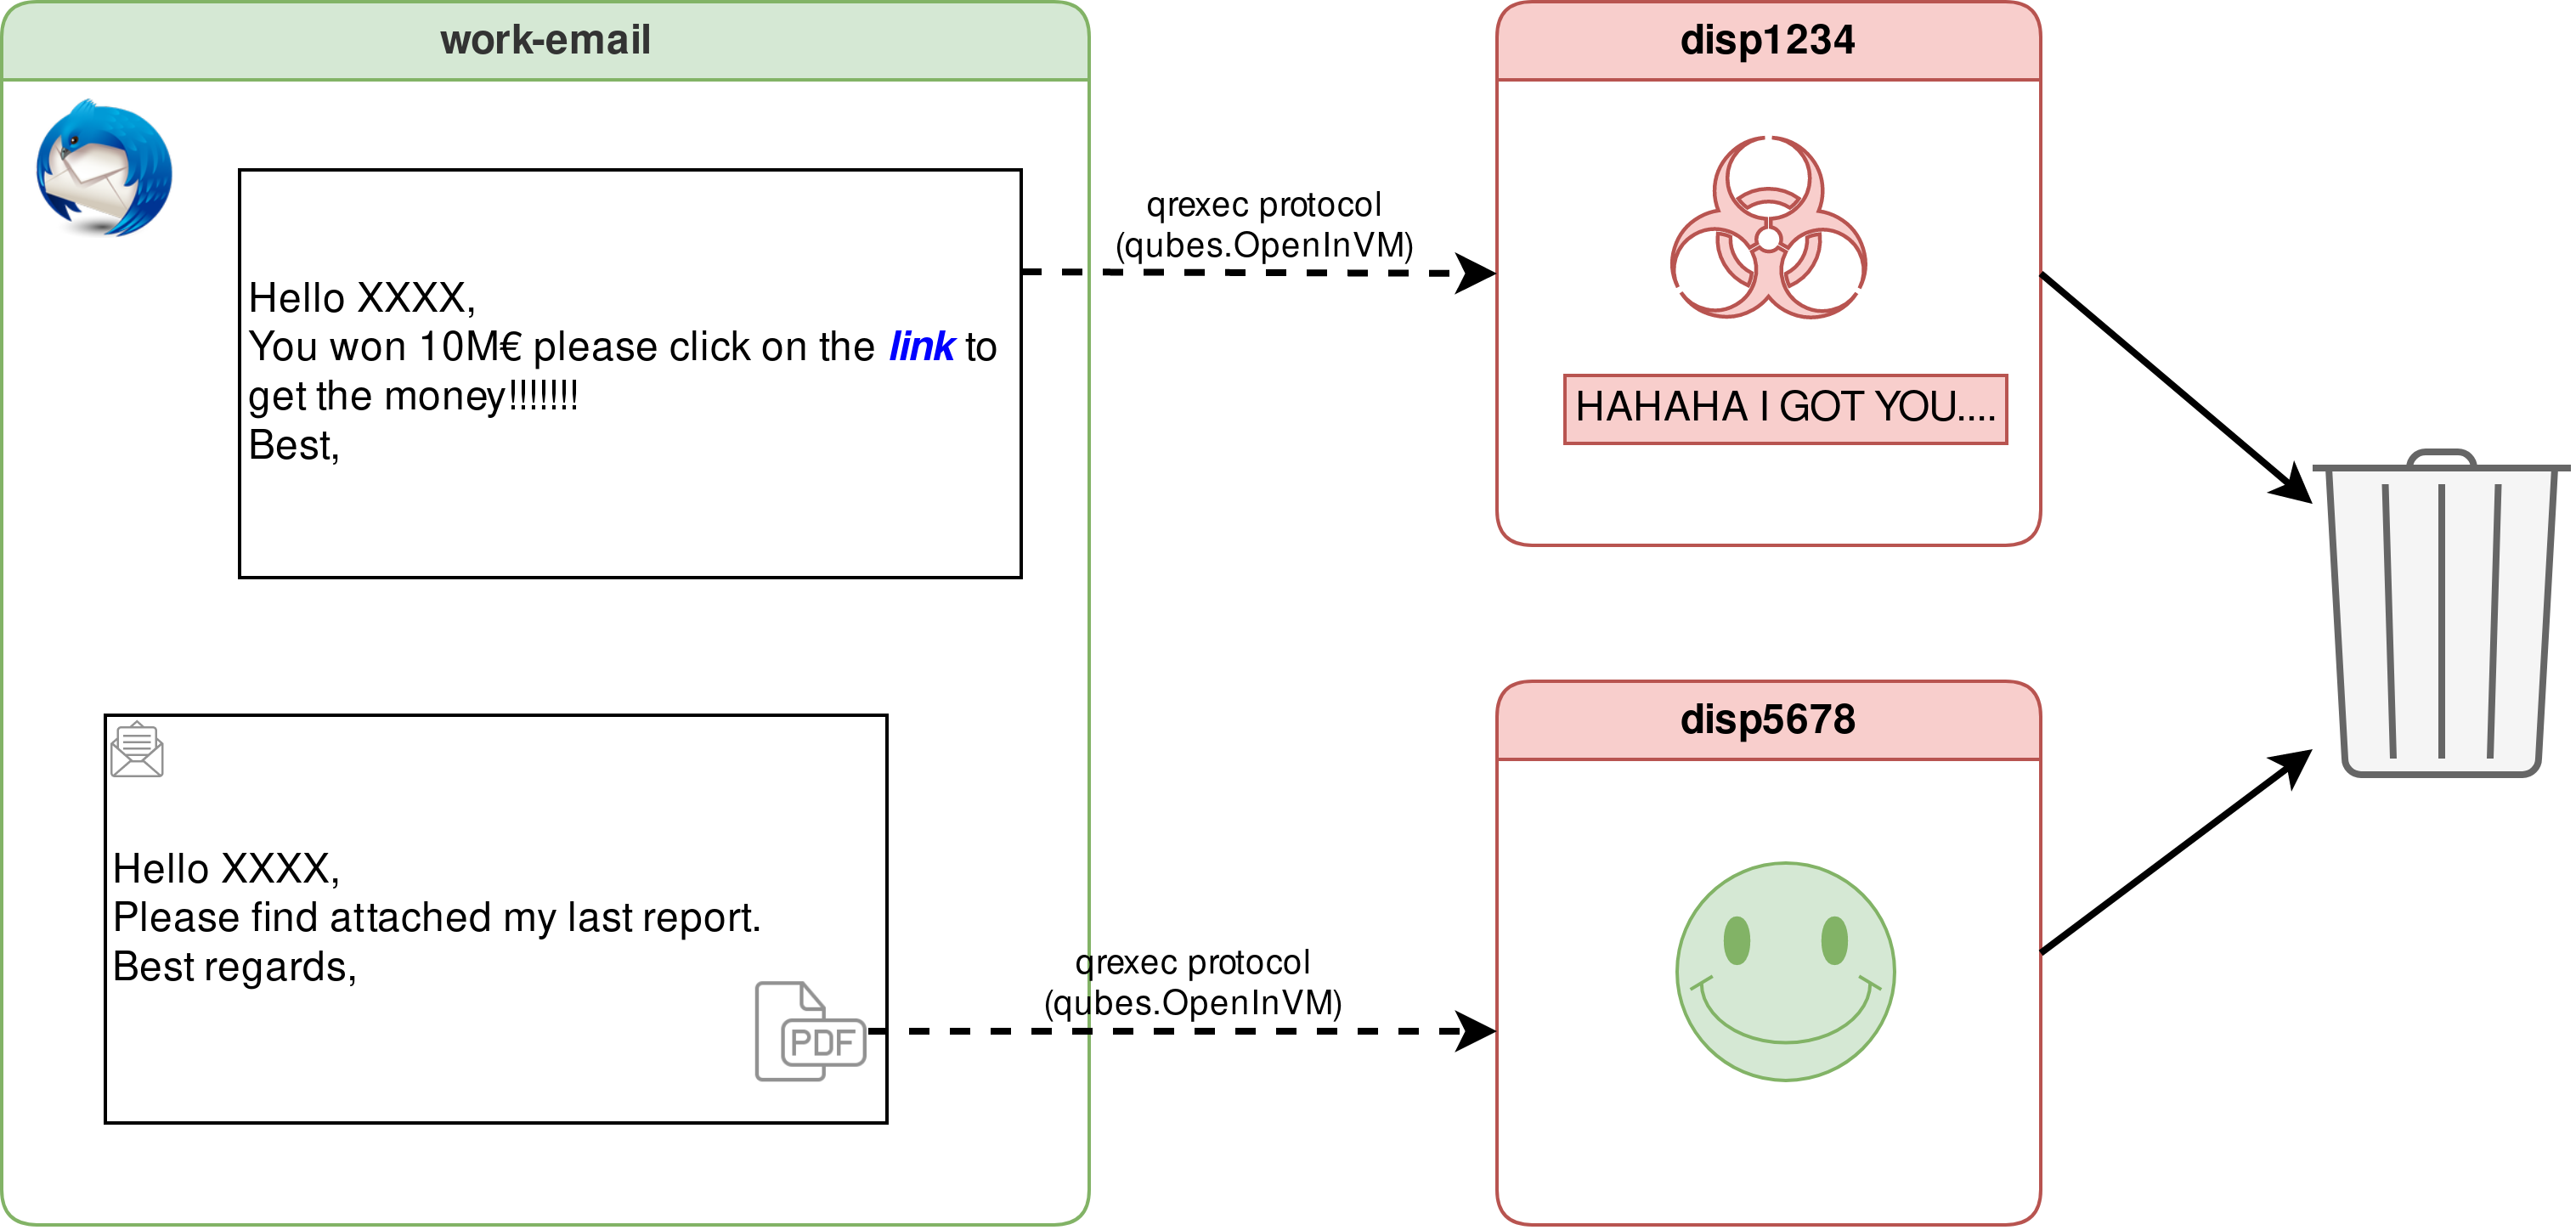 work-email
Hello XXXX,
You won 10M€ please click on the link to
get the money!!!!!!!
Best,
qrexec protocol
(qubes.OpenInVM)
disp1234
HAHAHA I GOT YOU....
Hello XXXX,
Please find attached my last report.
Best regards,
PDF
qrexec protocol
(qubes.OpenInVM)
disp5678